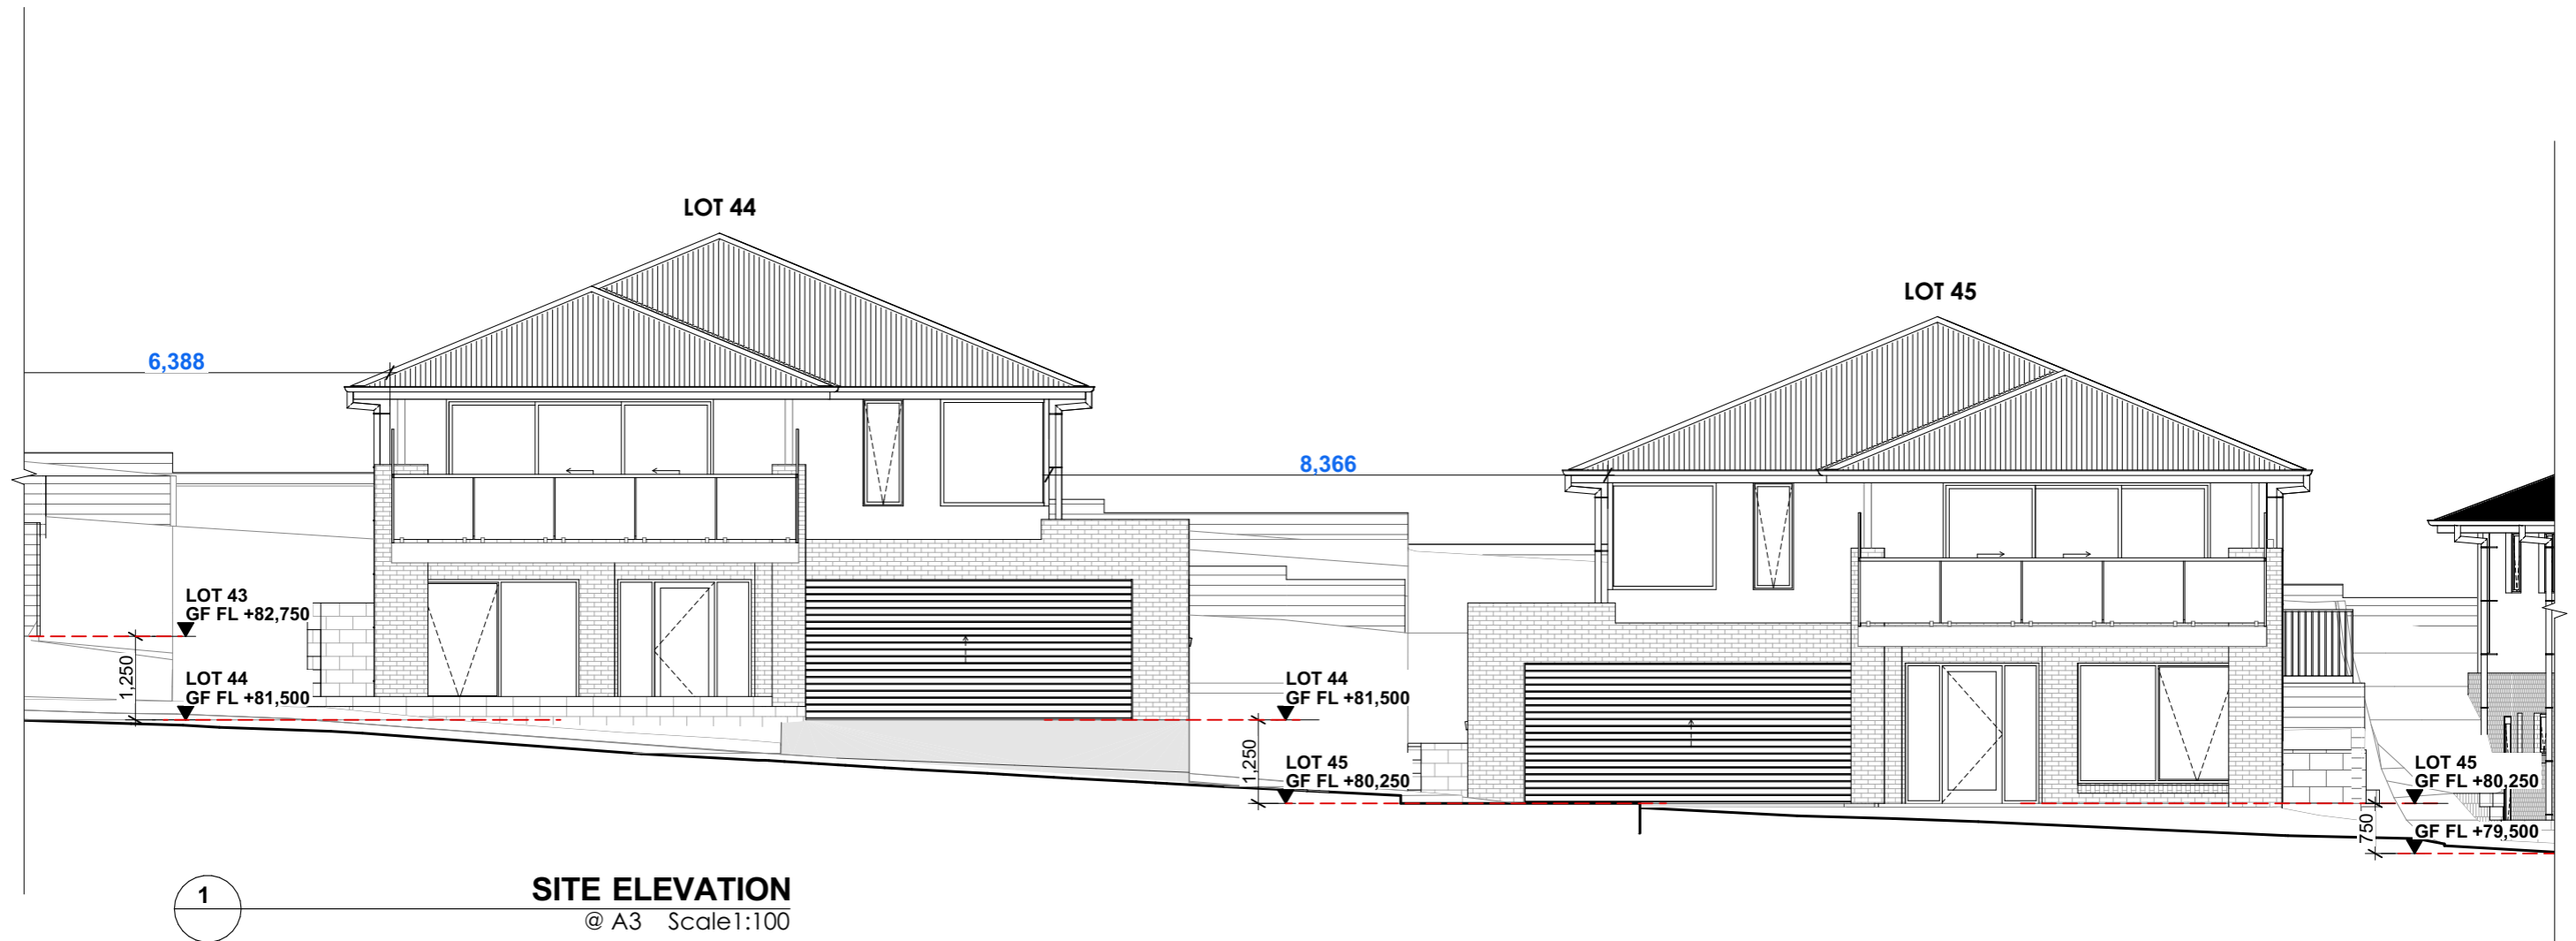 LOT 44
LOT 45
6,388
8,366
LOT 43
GF FL +82,750
1,250
LOT 44
GF FL +81,500
LOT 44
GF FL +81,500
1,250
LOT 45
GF FL +80,250
LOT 45
GF FL +80,250
750
GF FL +79,500
1
SITE ELEVATION
@ A3 Scale1:100